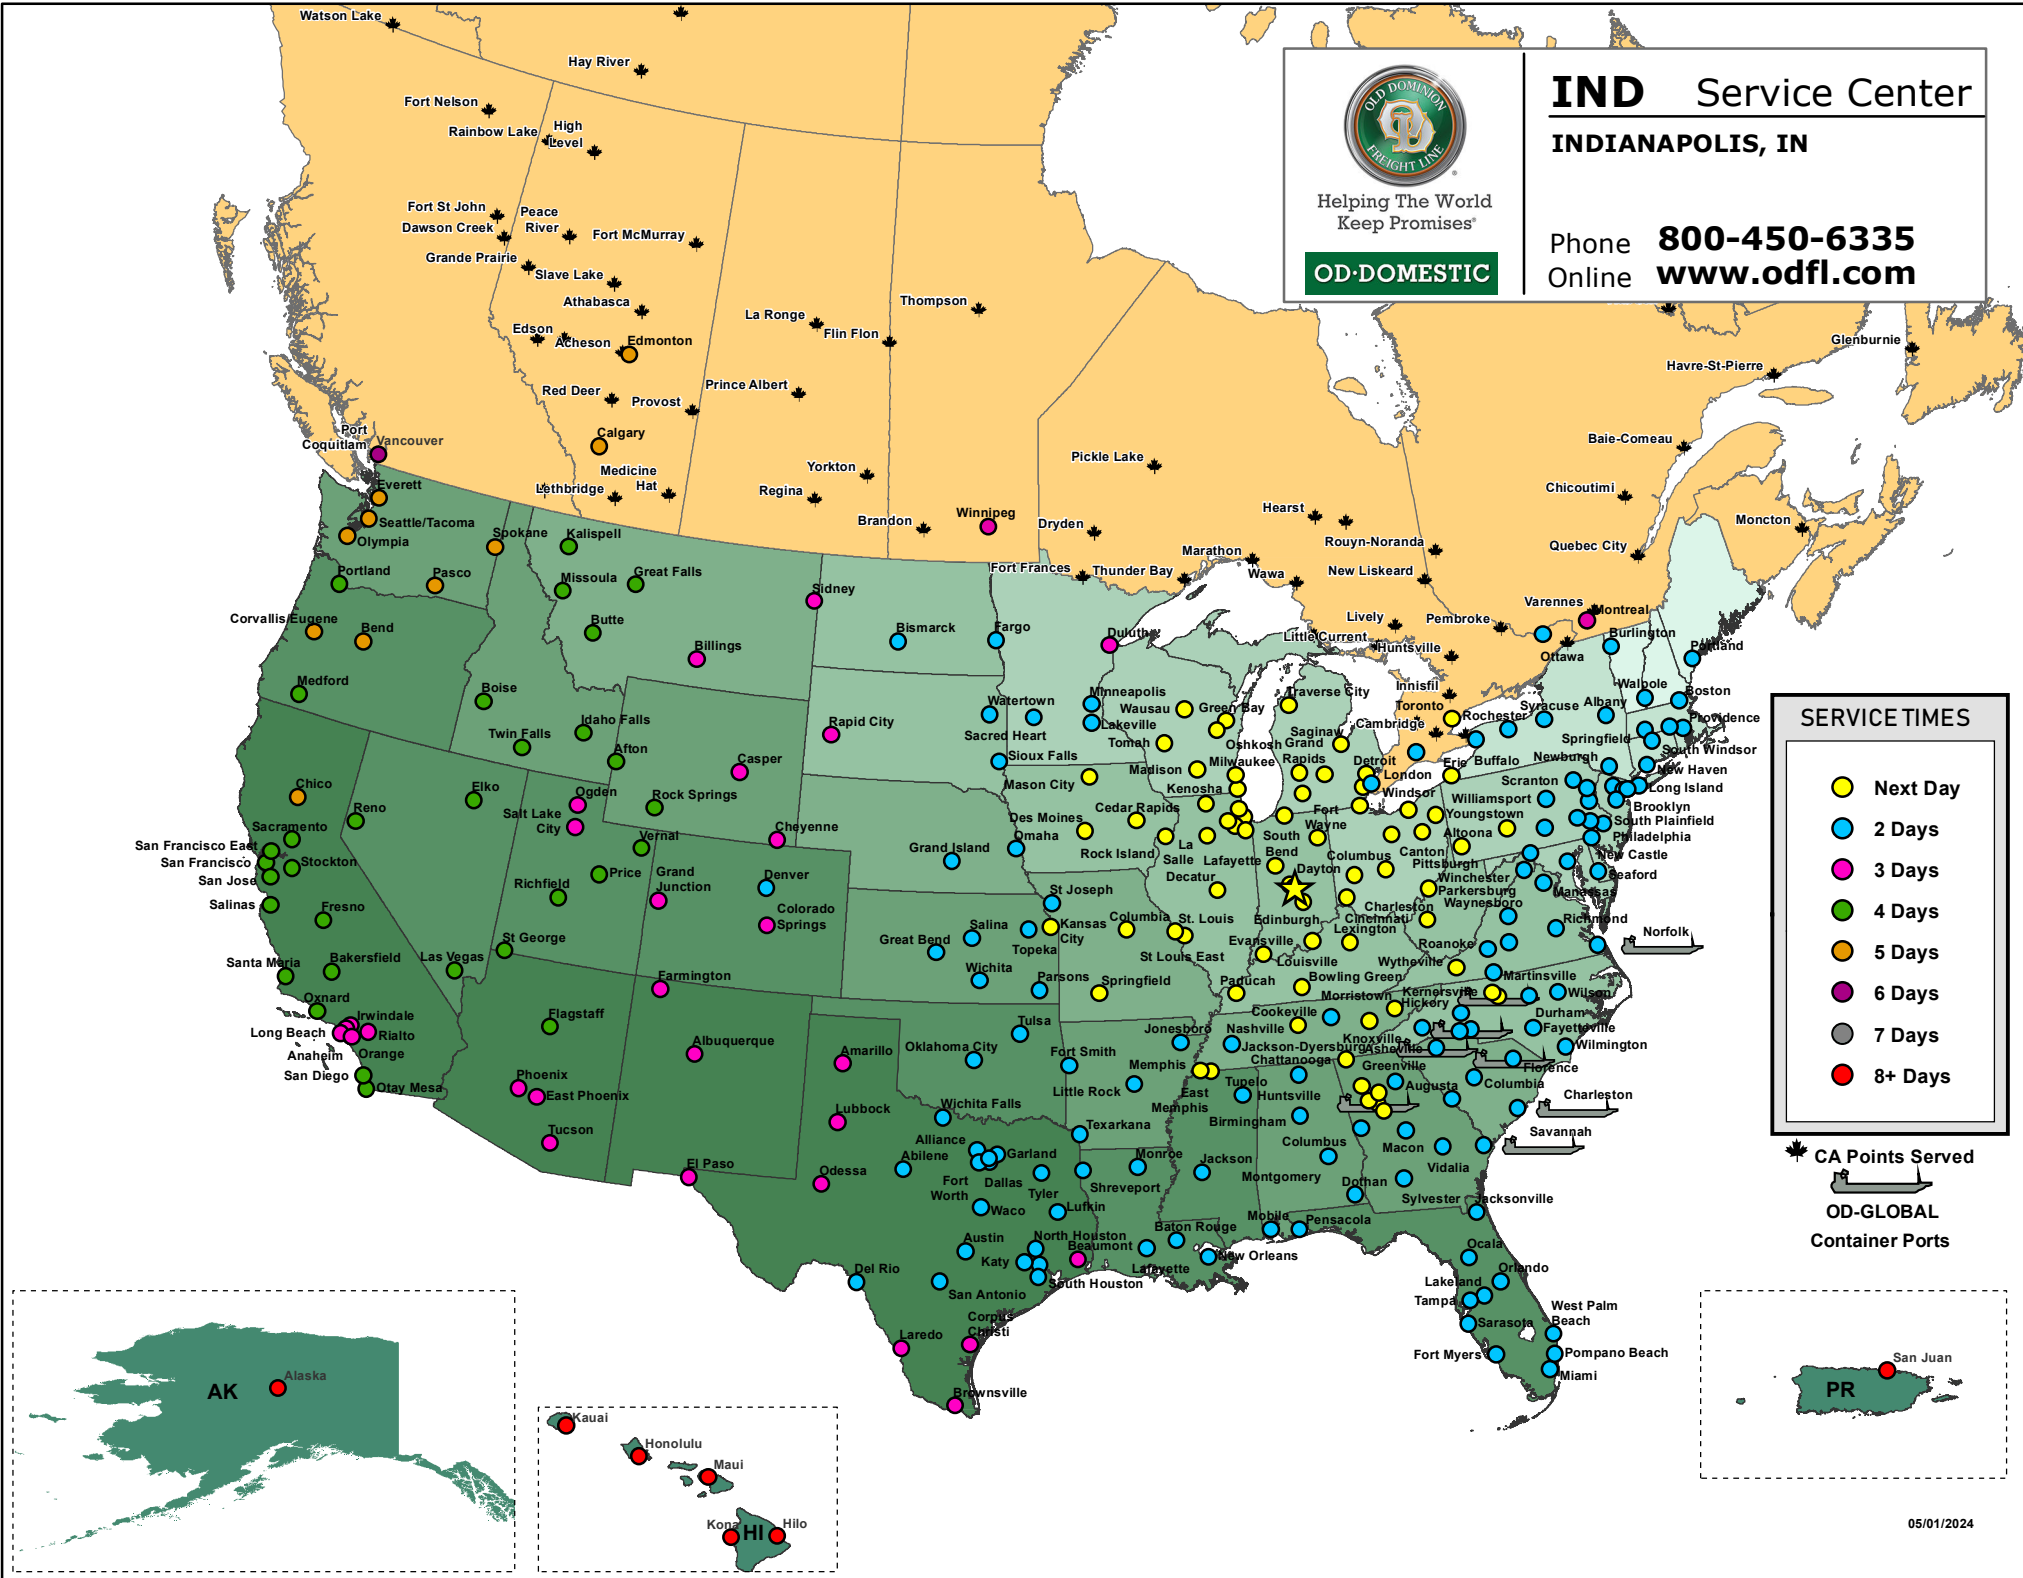 Watson Lake
Hay River
Fort Nelson
Rainbow Lake
High
Level
Fort St John
Dawson Creek
Peace
River
Fort McMurray
Grande Prairie
Slave Lake
Athabasca
Edson
Acheson
Edmonton
La Ronge
Flin Flon
Thompson
Red Deer
Provost
Prince Albert
Port
Coquitlam
Vancouver
Calgary
Medicine
Hat
Lethbridge
Yorkton
Regina
Brandon
Winnipeg
Pickle Lake
Dryden
Fort Frances
Thunder Bay
Marathon
Wawa
Hearst
Rouyn-Noranda
New Liskeard
Lively
Little Current
Huntsville
Pembroke
Varennes
Montreal
Ottawa
Innisfil
Toronto
Cambridge
London
Windsor
Glenburnie
Havre-St-Pierre
Baie-Comeau
Chicoutimi
Quebec City
Moncton
OLD DOMINION
FREIGHT LINE
Helping The World
Keep Promises®
OD·DOMESTIC
IND Service Center
INDIANAPOLIS, IN
Phone 800-450-6335
Online www.odfl.com
Everett
Seattle/Tacoma
Olympia
Spokane
Pasco
Portland
Corvallis/Eugene
Bend
Medford
Kalispell
Missoula
Great Falls
Butte
Billings
Sidney
Boise
Idaho Falls
Twin Falls
Afton
Casper
Rock Springs
Cheyenne
Chico
Reno
Elko
Sacramento
San Francisco East
San Francisco
Stockton
San Jose
Salinas
Fresno
Santa Maria
Bakersfield
Oxnard
Irwindale
Long Beach
Rialto
Anaheim
Orange
San Diego
Otay Mesa
Las Vegas
Ogden
Salt Lake
City
Vernal
Price
Richfield
St George
Grand
Junction
Denver
Colorado
Springs
Farmington
Flagstaff
Albuquerque
Phoenix
East Phoenix
Tucson
El Paso
Bismarck
Fargo
Duluth
Watertown
Rapid City
Sacred Heart
Sioux Falls
Minneapolis
Lakeville
Wausau
Green Bay
Tomah
Oshkosh
Madison
Milwaukee
Kenosha
Mason City
Cedar Rapids
Des Moines
Omaha
Grand Island
Rock Island
La
Salle
Decatur
Traverse City
Saginaw
Grand
Rapids
Detroit
Fort
Wayne
South
Bend
Lafayette
Dayton
Columbus
Canton
Edinburgh
Cincinnati
Evansville
Louisville
Lexington
Bowling Green
Paducah
St Joseph
Kansas
City
Columbia
St. Louis
St Louis East
Springfield
Salina
Topeka
Great Bend
Wichita
Parsons
Tulsa
Oklahoma City
Fort Smith
Little Rock
Jonesboro
Memphis
East
Memphis
Nashville
Jackson-Dyersburg
Cookeville
Morristown
Knoxville
Chattanooga
Tupelo
Huntsville
Birmingham
Columbus
Montgomery
Dothan
Mobile
Jackson
Amarillo
Lubbock
Odessa
Wichita Falls
Alliance
Abilene
Garland
Fort
Worth
Dallas
Tyler
Waco
Lufkin
Texarkana
Monroe
Shreveport
Austin
North Houston
Beaumont
Katy
South Houston
Del Rio
San Antonio
Corpus
Christi
Laredo
Brownsville
Baton Rouge
Lafayette
New Orleans
Pensacola
Jacksonville
Ocala
Orlando
Lakeland
Tampa
Sarasota
West Palm
Beach
Fort Myers
Pompano Beach
Miami
Macon
Vidalia
Sylvester
Augusta
Savannah
Greenville
Columbia
Florence
Charleston
Asheville
Hickory
Kernersville
Durham
Wilson
Fayetteville
Wilmington
Martinsville
Wytheville
Roanoke
Richmond
Norfolk
Waynesboro
Manassas
Winchester
Parkersburg
Charleston
Pittsburgh
Altoona
Youngstown
Erie
Williamsport
Scranton
Buffalo
Rochester
Syracuse
Albany
Newburgh
Burlington
Portland
Walpole
Boston
Providence
Springfield
South Windsor
New Haven
Long Island
Brooklyn
South Plainfield
Philadelphia
New Castle
Seaford
SERVICE TIMES
Next Day
2 Days
3 Days
4 Days
5 Days
6 Days
7 Days
8+ Days
CA Points Served
OD-GLOBAL
Container Ports
AK
Alaska
Kauai
Honolulu
Maui
Kona
HI
Hilo
San Juan
PR
05/01/2024